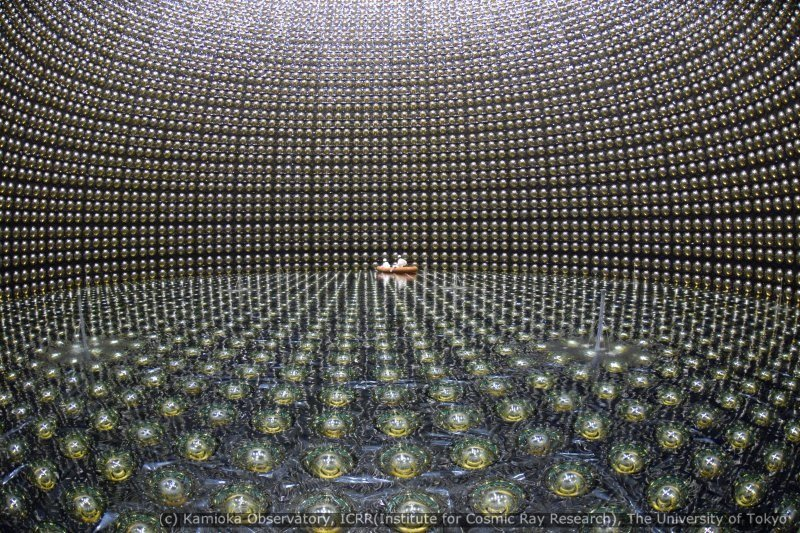 (c) Kamioka Observatory, ICRR(Institute for Cosmic Ray Research), The University of Tokyo